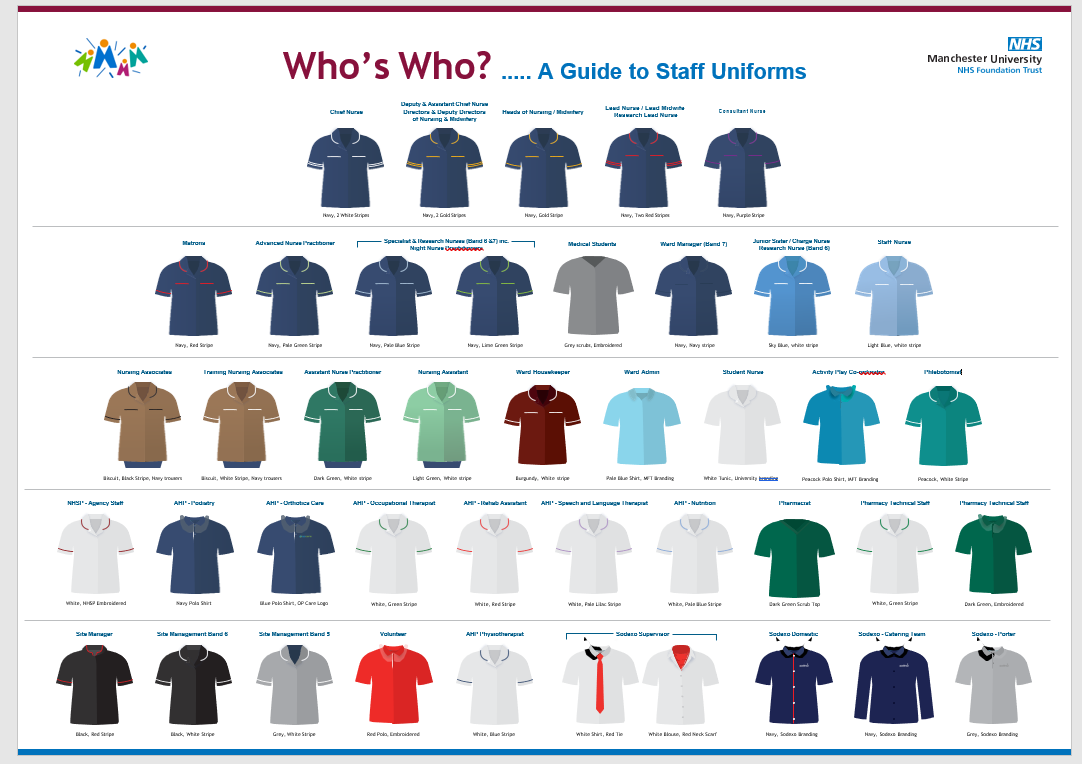 Who's Who? ..... A Guide to Staff Uniforms
NHS
Manchester University
NHS Foundation Trust
Chief Nurse
Deputy & Assistant Chief Nurse
Directors & Deputy Directors
of Nursing & Midwifery
Heads of Nursing / Midwifery
Lead Nurse / Lead Midwife
Research Lead Nurse
Consultant Nurse
Navy, 2 White Stripes
Navy, 2 Gold Stripes
Navy, Gold Stripe
Navy, Two Red Stripes
Navy, Purple Stripe
Matrons
Advanced Nurse Practitioner
Specialist & Research Nurses (Band 6 &7) inc.
Night Nurse
Medical Students
Ward Manager (Band 7)
Junior Sister / Charge Nurse
Research Nurse (Band 6)
Staff Nurse
Navy, Red Stripe
Navy, Pale Green Stripe
Navy, Pale Blue Stripe
Navy, Lime Green Stripe
Grey scrubs, Embroidered
Navy, Navy stripe
Sky Blue, white stripe
Light Blue, white stripe
Nursing Associates
Training Nursing Associates
Assistant Nurse Practitioner
Nursing Assistant
Ward Housekeeper
Ward Admin
Student Nurse
Activity Play Co-ordinator
Phlebotomist
Biscuit, Black Stripe, Navy trousers
Biscuit, White Stripe, Navy trousers
Dark Green, White stripe
Light Green, White stripe
Burgundy, White stripe
Pale Blue Shirt, MFT Branding
White Tunic, University branding
Peacock Polo Shirt, MFT Branding
Peacock, White Stripe
NHSP - Agency Staff
AHP - Podiatry
AHP - Orthotics Care
AHP - Occupational Therapist
AHP - Rehab Assistant
AHP - Speech and Language Therapist
AHP - Nutrition
Pharmacist
Pharmacy Technical Staff
Pharmacy Technical Staff
White, NHSP Embroidered
Navy Polo Shirt
Blue Polo Shirt, OP Care Logo
White, Green Stripe
White, Red Stripe
White, Pale Lilac Stripe
White, Pale Blue Stripe
Dark Green Scrub Top
White, Green Stripe
Dark Green, Embroidered
Site Manager
Site Management Band 6
Site Management Band 5
Volunteer
AHP Physiotherapist
Sodexo Supervisor
Sodexo Domestic
Sodexo - Catering Team
Sodexo - Porter
Black, Red Stripe
Black, White Stripe
Grey, White Stripe
Red Polo, Embroidered
White, Blue Stripe
White Shirt, Red Tie
White Blouse, Red Neck Scarf
Navy, Sodexo Branding
Navy, Sodexo Branding
Grey, Sodexo Branding